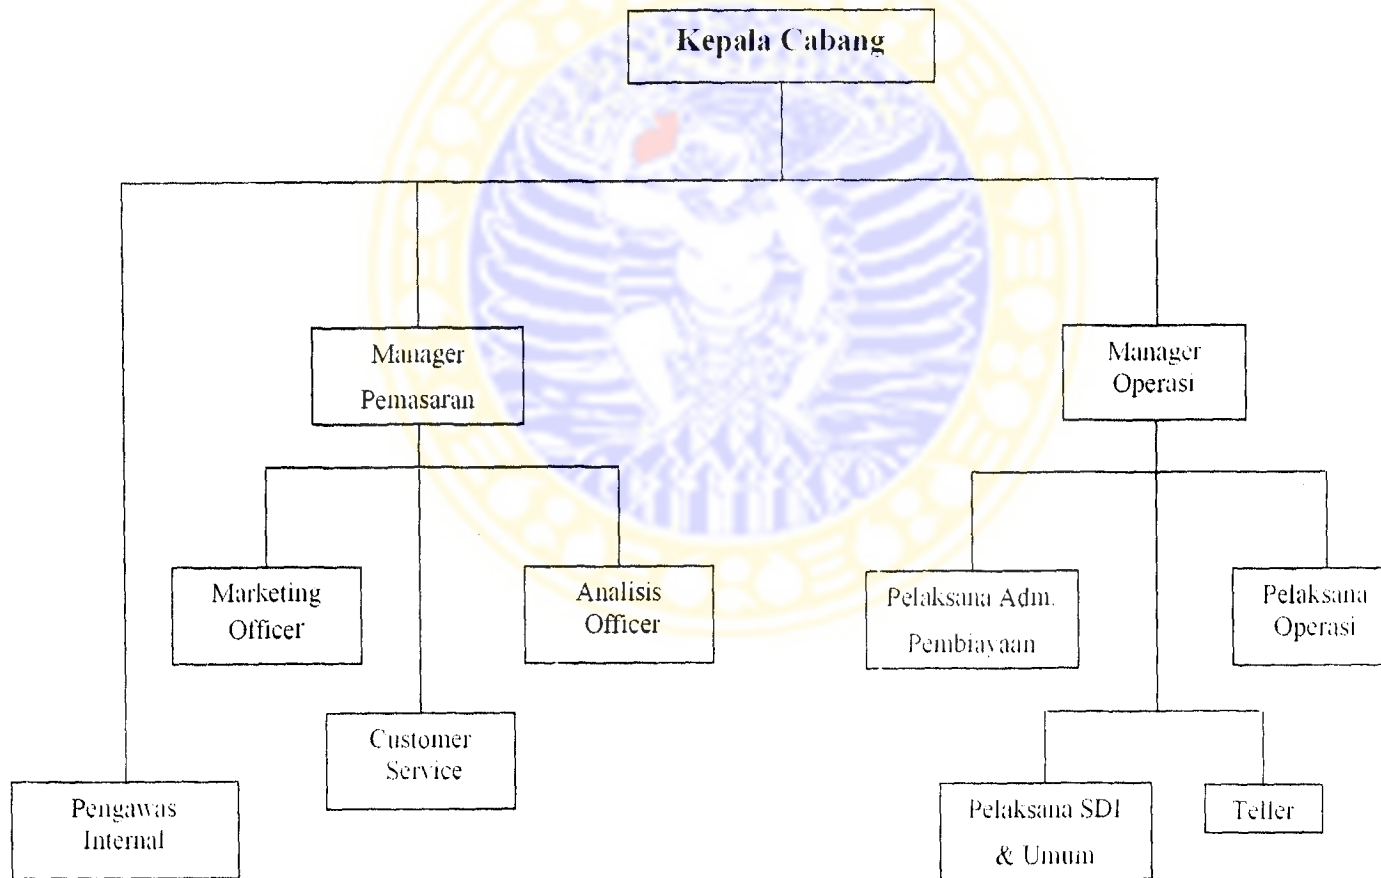 Kepala Cabang
Manager
Pemasaran
Manager
Operasi
Marketing
Officer
Analisis
Officer
Pelaksana Adm.
Pembiayaan
Pelaksana
Operasi
Customer
Service
Pengawas
Internal
Pelaksana SDI
& Umum
Teller